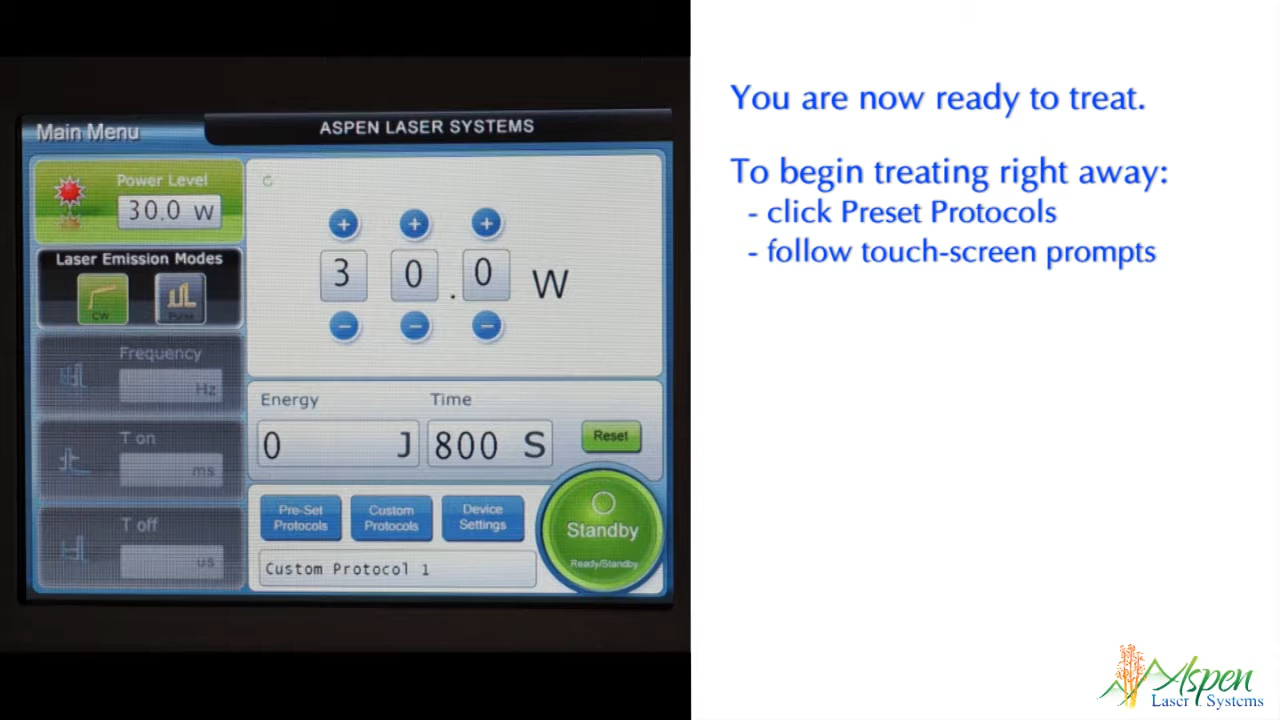 Main Menu
ASPEN LASER SYSTEMS
Power Level
30.0 W
Laser Emission Modes
CW
Pulse
Frequency
Hz
T on
ms
T off
us
+ + +
3 0 . 0 W
- - -
Energy
Time
0 J
800 S
Reset
Pre-Set
Protocols
Custom
Protocols
Device
Settings
Standby
Ready/Standby
Custom Protocol 1
You are now ready to treat.
To begin treating right away:
- click Preset Protocols
- follow touch-screen prompts
Aspen
Laser Systems